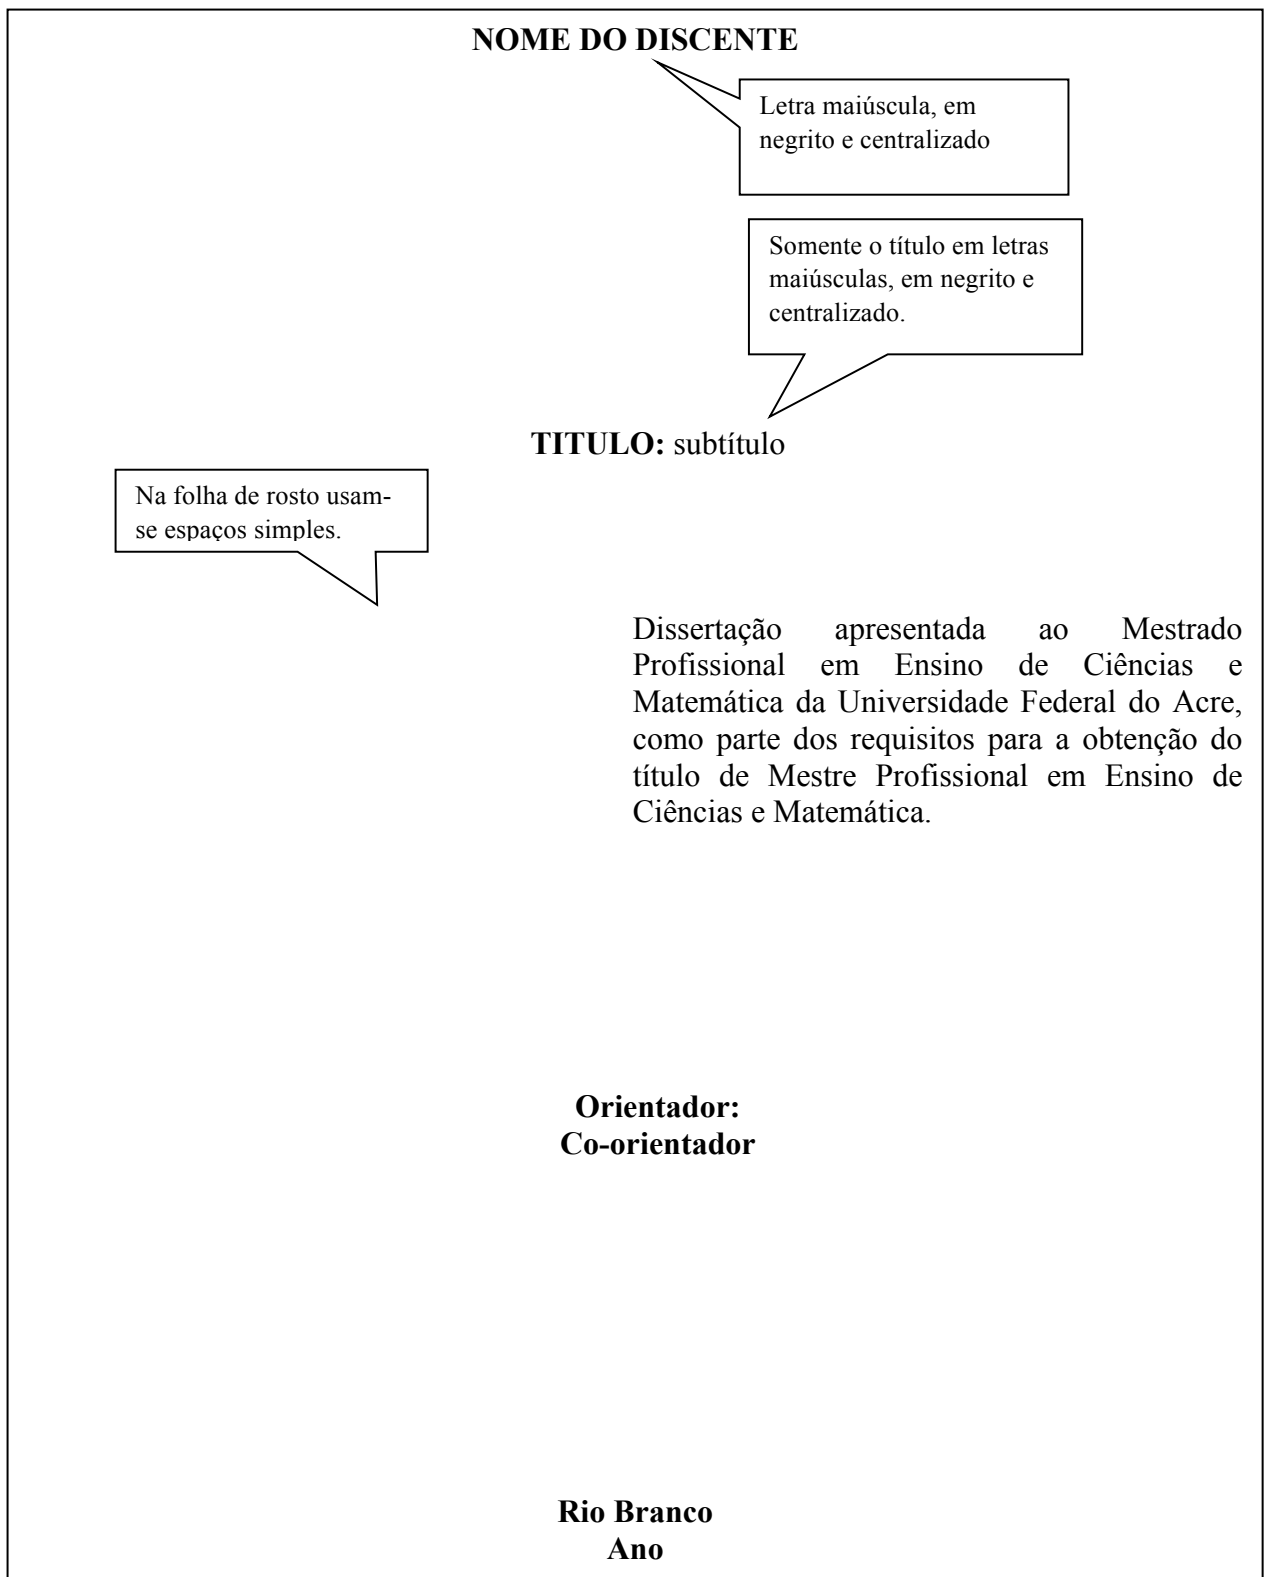 NOME DO DISCENTE
Letra maiúscula, em
negrito e centralizado
Somente o título em letras
maiúsculas, em negrito e
centralizado.
TITULO: subtítulo
Na folha de rosto usam-
se espaços simples.
Dissertação apresentada ao Mestrado
Profissional em Ensino de Ciências e
Matemática da Universidade Federal do Acre,
como parte dos requisitos para a obtenção do
título de Mestre Profissional em Ensino de
Ciências e Matemática.
Orientador:
Co-orientador
Rio Branco
Ano